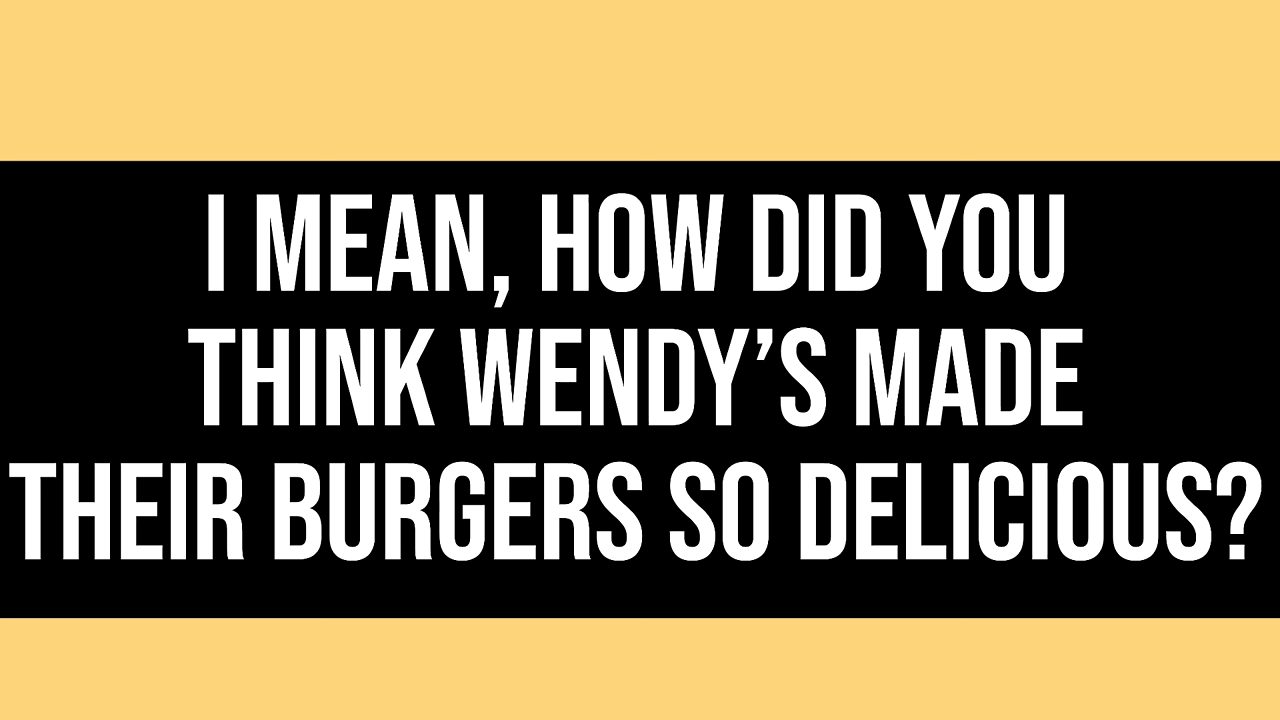 I MEAN, HOW DID YOU
THINK WENDY’S MADE
THEIR BURGERS SO DELICIOUS?